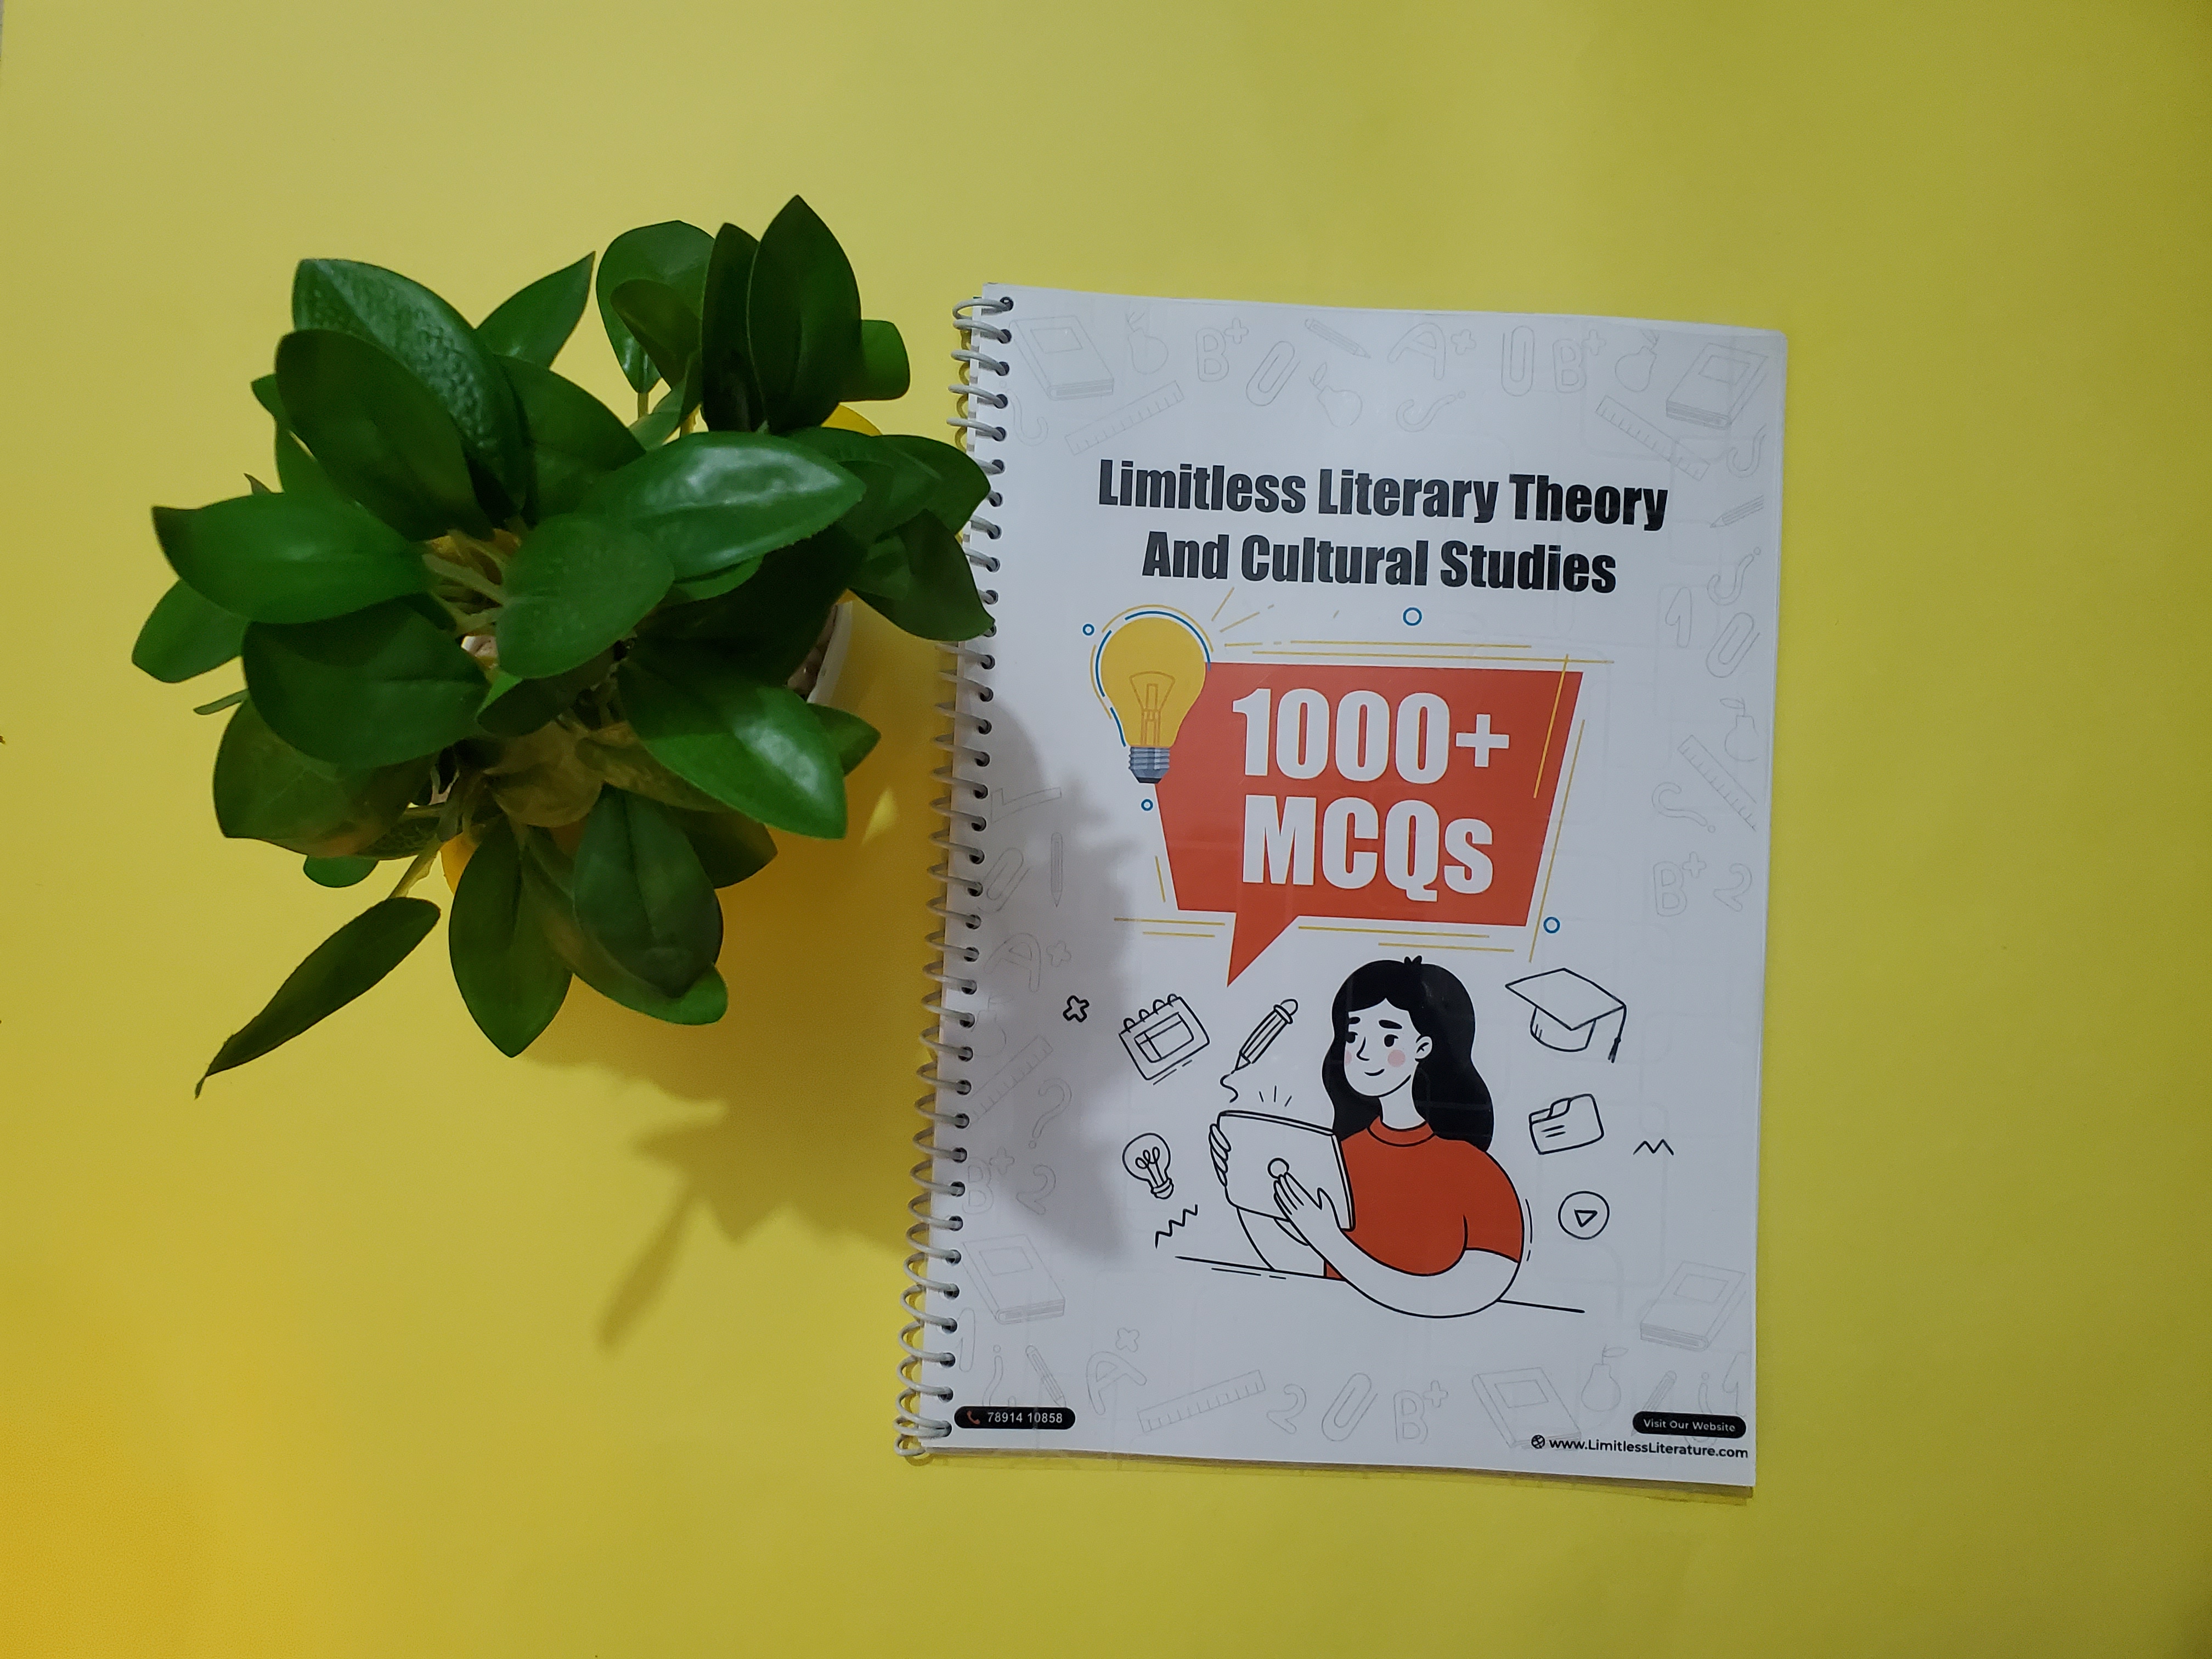 Limitless Literary Theory
And Cultural Studies
1000+
MCQs
78914 10858
Visit Our Website
www.LimitlessLiterature.com